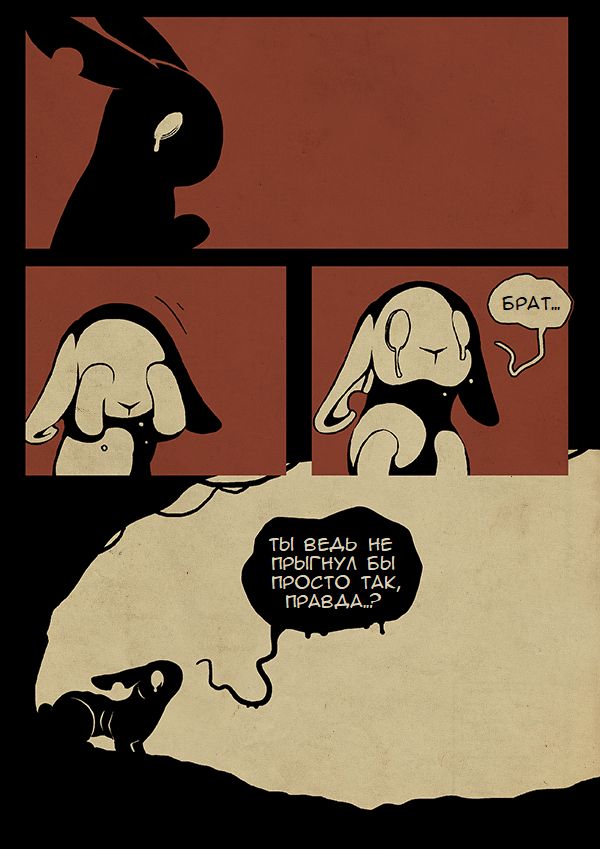 БРАТ...
ТЫ ВЕДЬ НЕ
ПРЫГНУЛ БЫ
ПРОСТО ТАК,
ПРАВДА..?